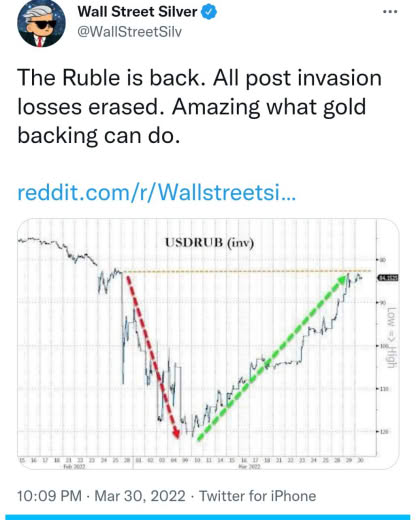 Wall Street Silver
@WallStreetSilv
The Ruble is back. All post invasion
losses erased. Amazing what gold
backing can do.
reddit.com/r/Wallstreetsi...
USDRUB (inv)
80
90
100
110
120
Low => High
15 16 17 18 21 22 23 24 25 28 01 02 03 04 09 10 11 14 15 16 17 18 21 22 23 24 25 28 29 30
Feb 2022
Mar 2022
10:09 PM · Mar 30, 2022 · Twitter for iPhone